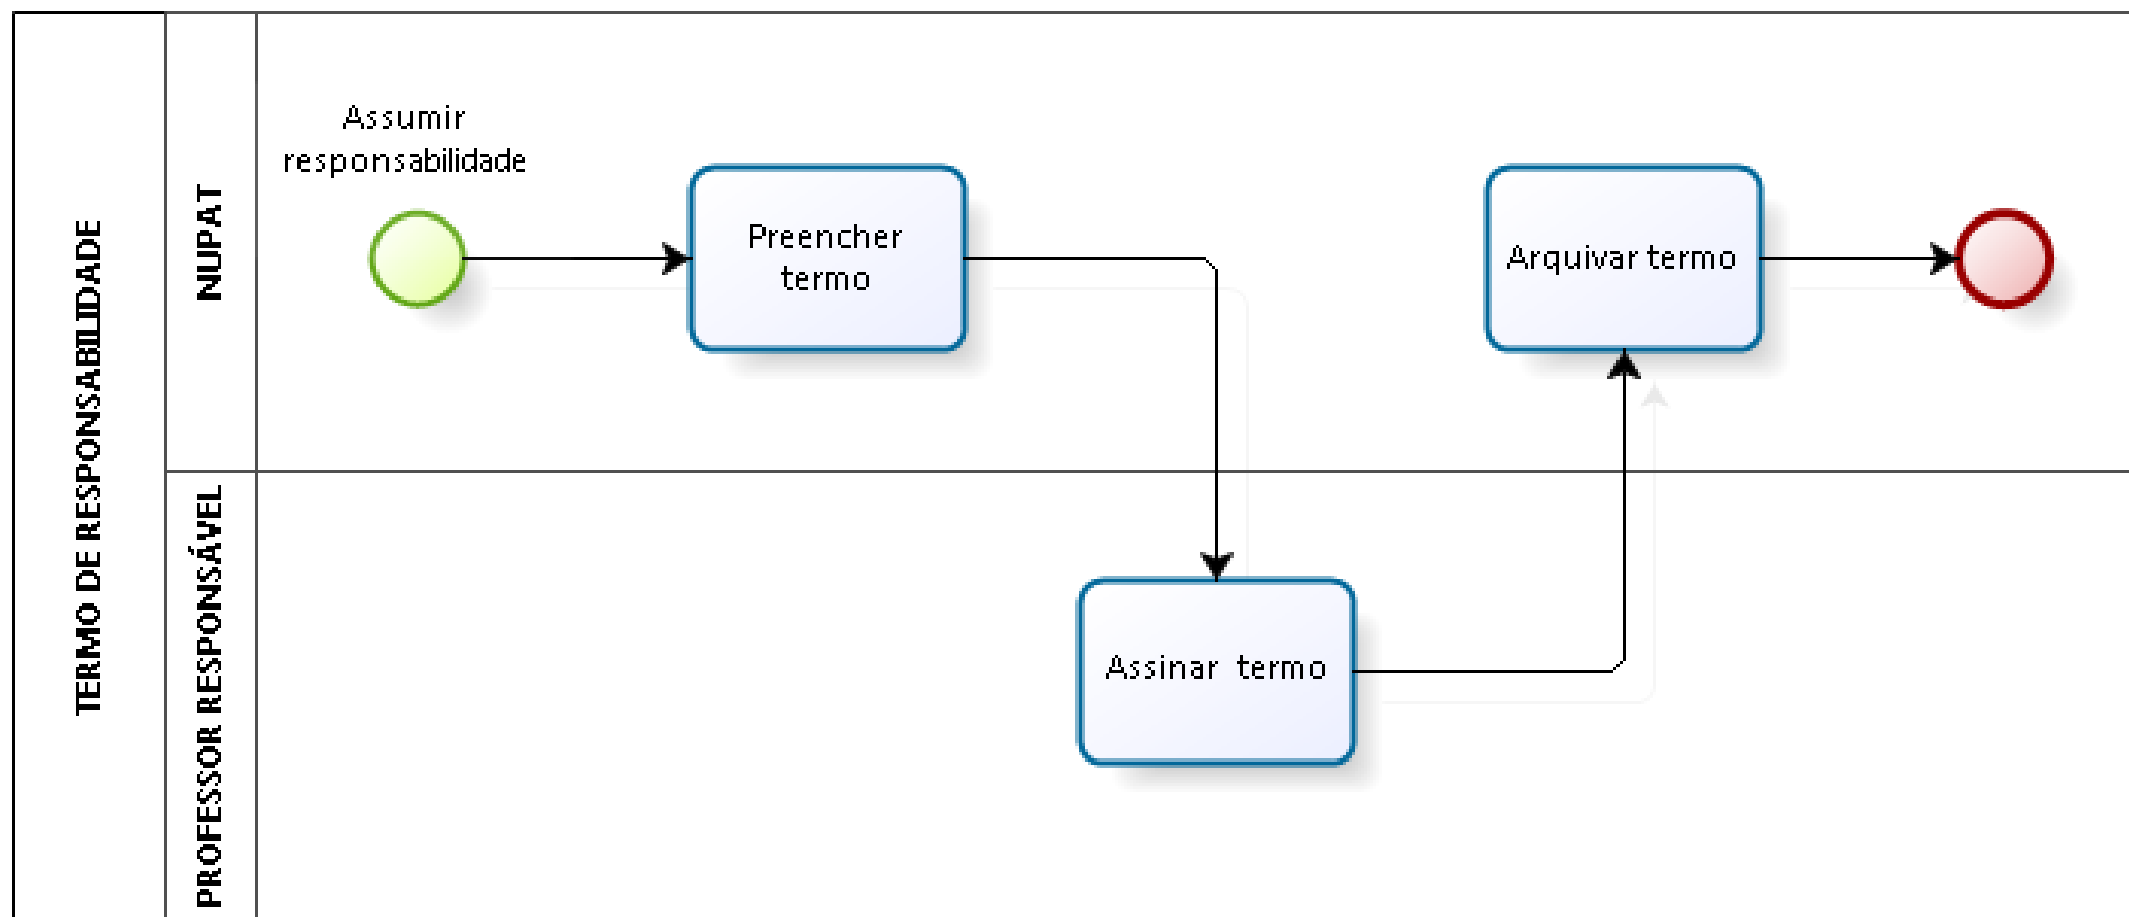 TERMO DE RESPONSABILIDADE
NUPAT
Assumir
responsabilidade
Preencher
termo
Arquivar termo
PROFESSOR RESPONSÁVEL
Assinar termo